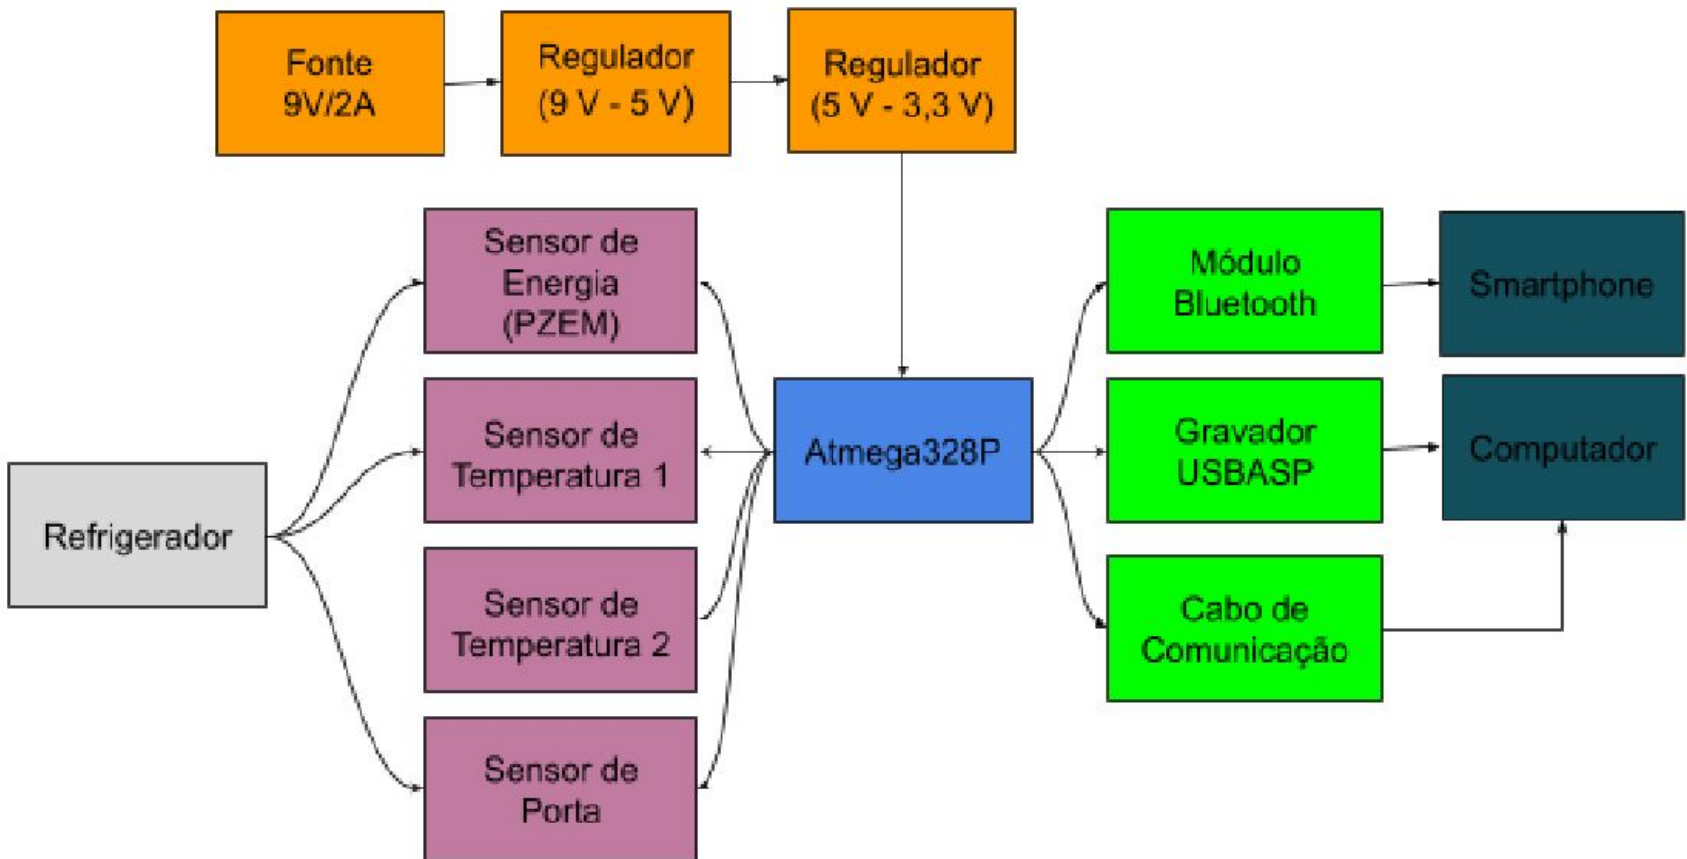 Fonte
9V/2A
Regulador
(9 V - 5 V)
Regulador
(5 V - 3,3 V)
Sensor de
Energia
(PZEM)
Sensor de
Temperatura 1
Sensor de
Temperatura 2
Sensor de
Porta
Refrigerador
Atmega328P
Módulo
Bluetooth
Gravador
USBASP
Cabo de
Comunicação
Smartphone
Computador